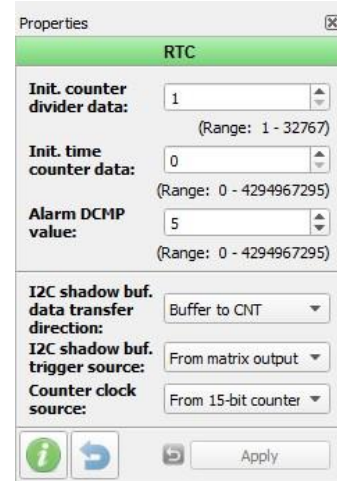 Properties
RTC
Init. counter
divider data:
1
(Range: 1 - 32767)
Init. time
counter data:
0
(Range: 0 - 4294967295)
Alarm DCMP
value:
5
(Range: 0 - 4294967295)
I2C shadow buf.
data transfer
direction:
Buffer to CNT
I2C shadow buf.
trigger source:
From matrix output
Counter clock
source:
From 15-bit counter
Apply